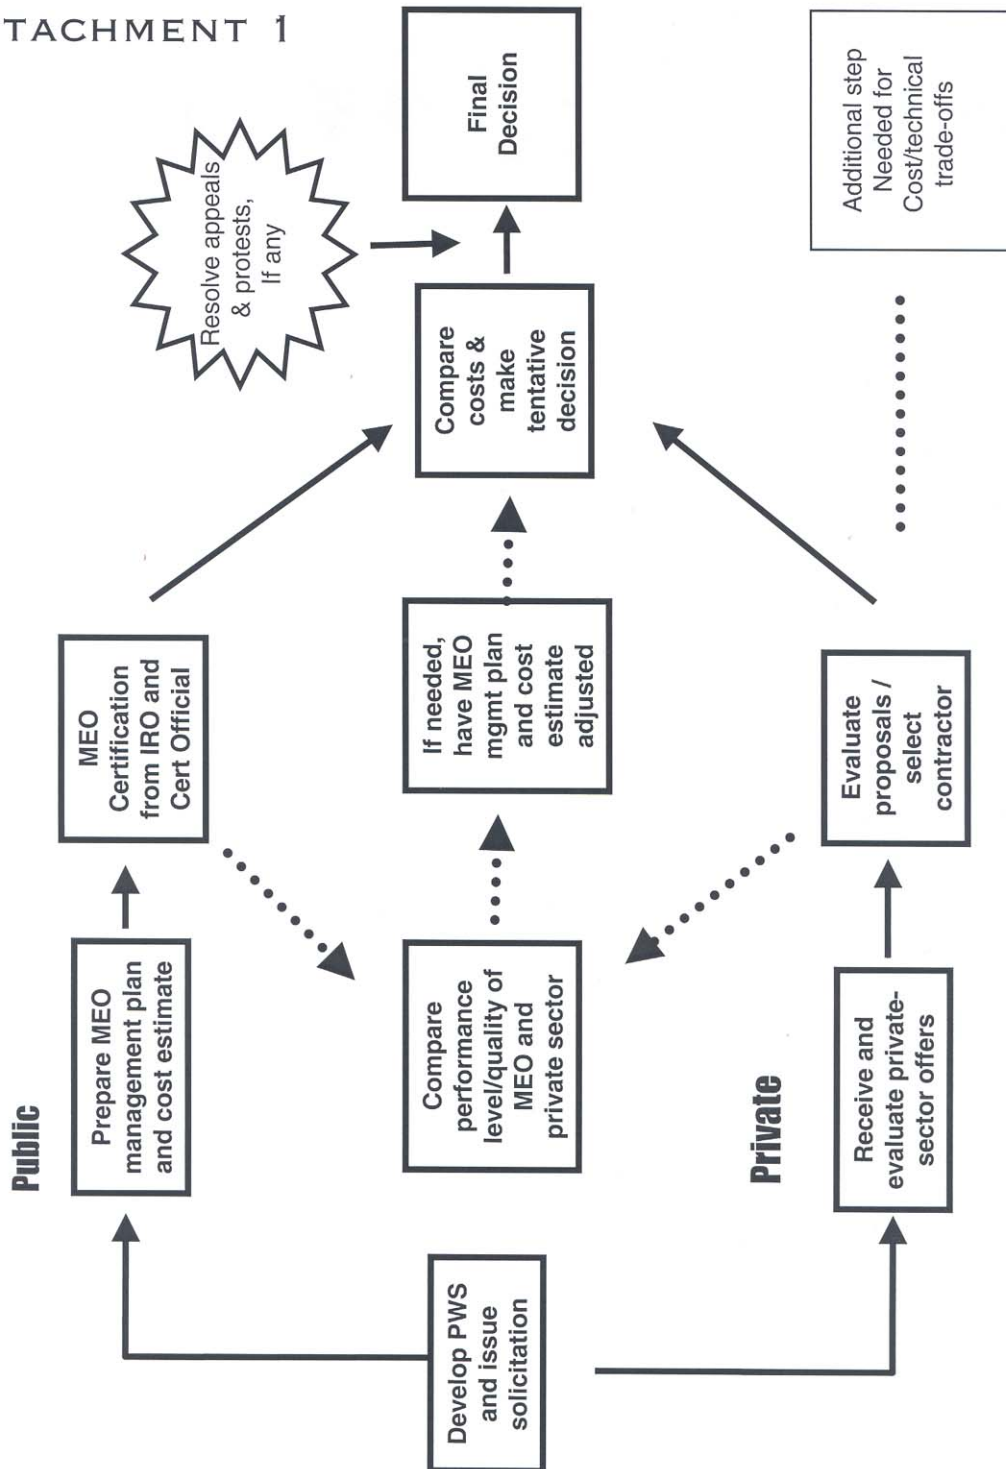 TACHMENT 1
Public
Develop PWS
and issue
solicitation
Prepare MEO
management plan
and cost estimate
MEO
Certification
from IRO and
Cert Official
Compare
performance
level/quality of
MEO and
private sector
If needed,
have MEO
mgmt plan
and cost
estimate
adjusted
Compare
costs &
make
tentative
decision
Resolve appeals
& protests,
If any
Final
Decision
Private
Receive and
evaluate private-
sector offers
Evaluate
proposals /
select
contractor
Additional step
Needed for
Cost/technical
trade-offs